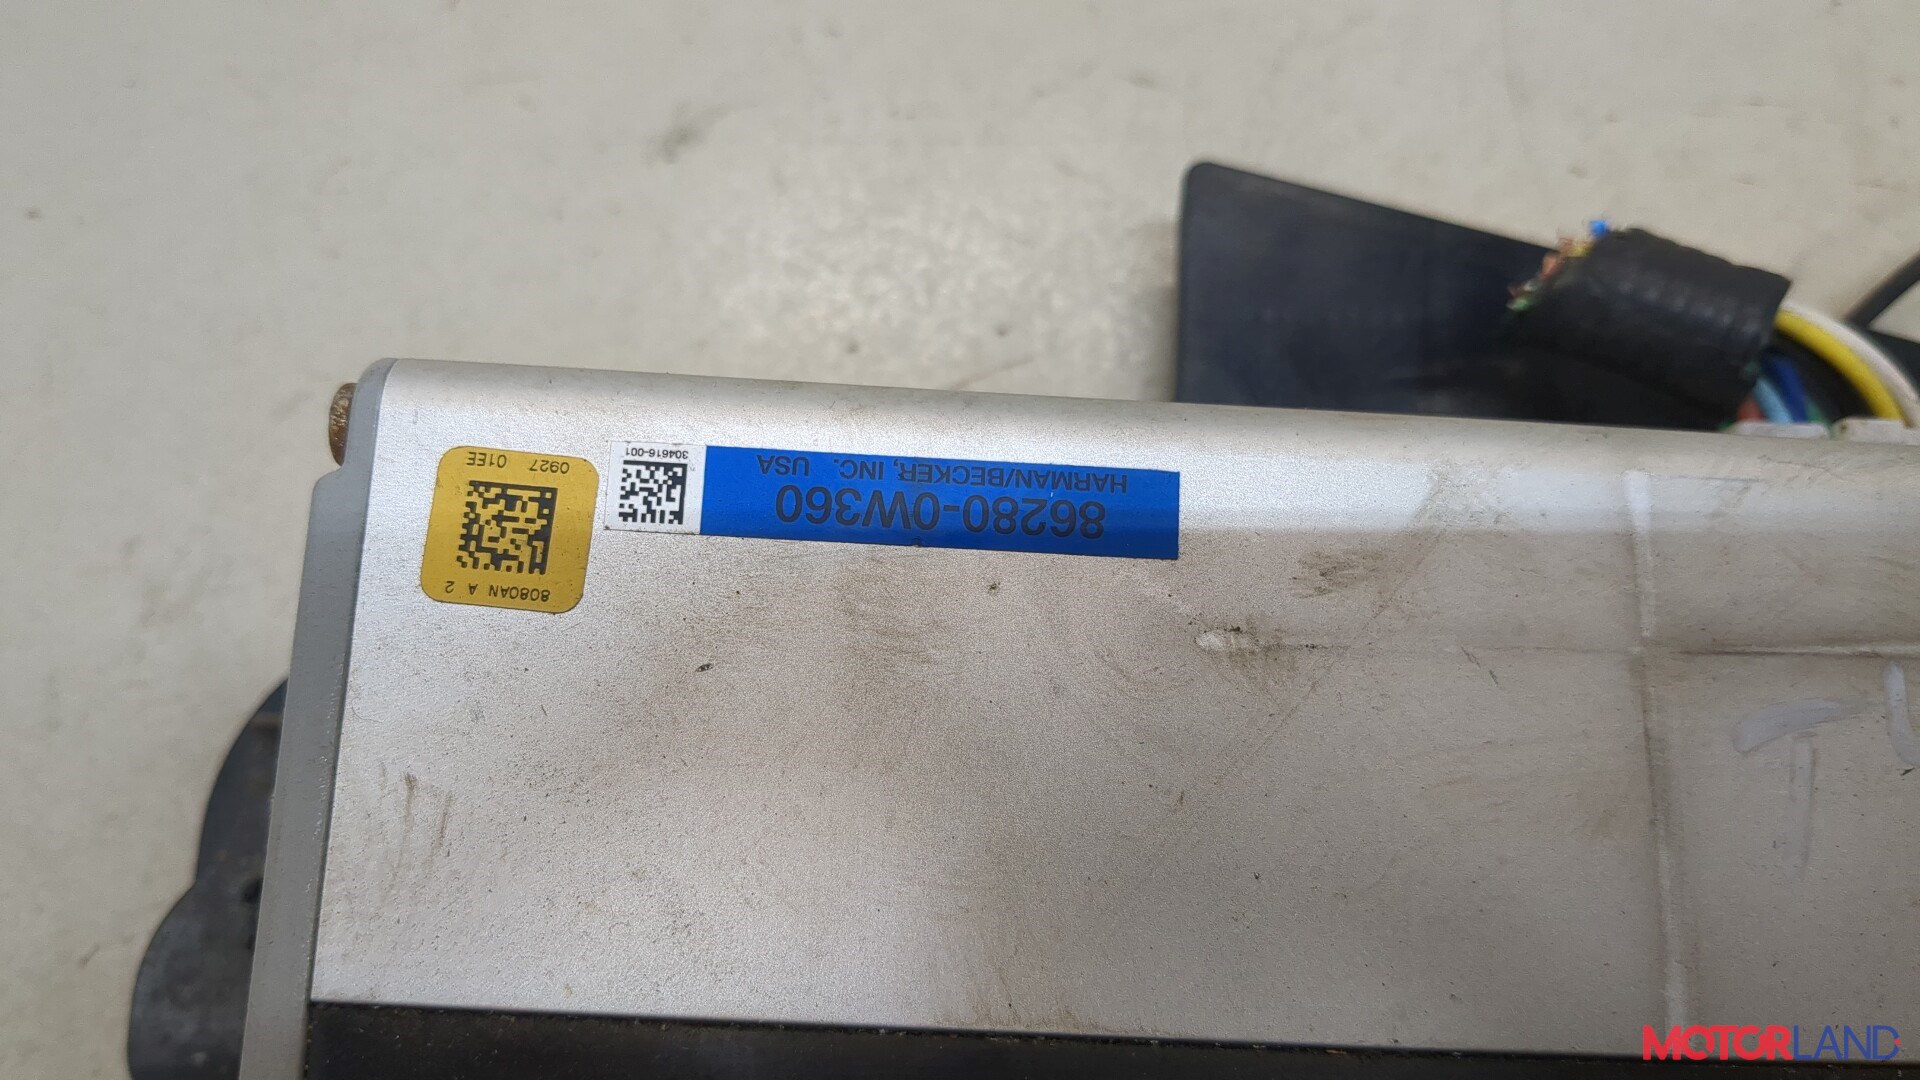 86280-0W360
HARMAN/BECKER, INC. USA
304616-001
8080AN A 2
0927 01EE
MOTORLAND